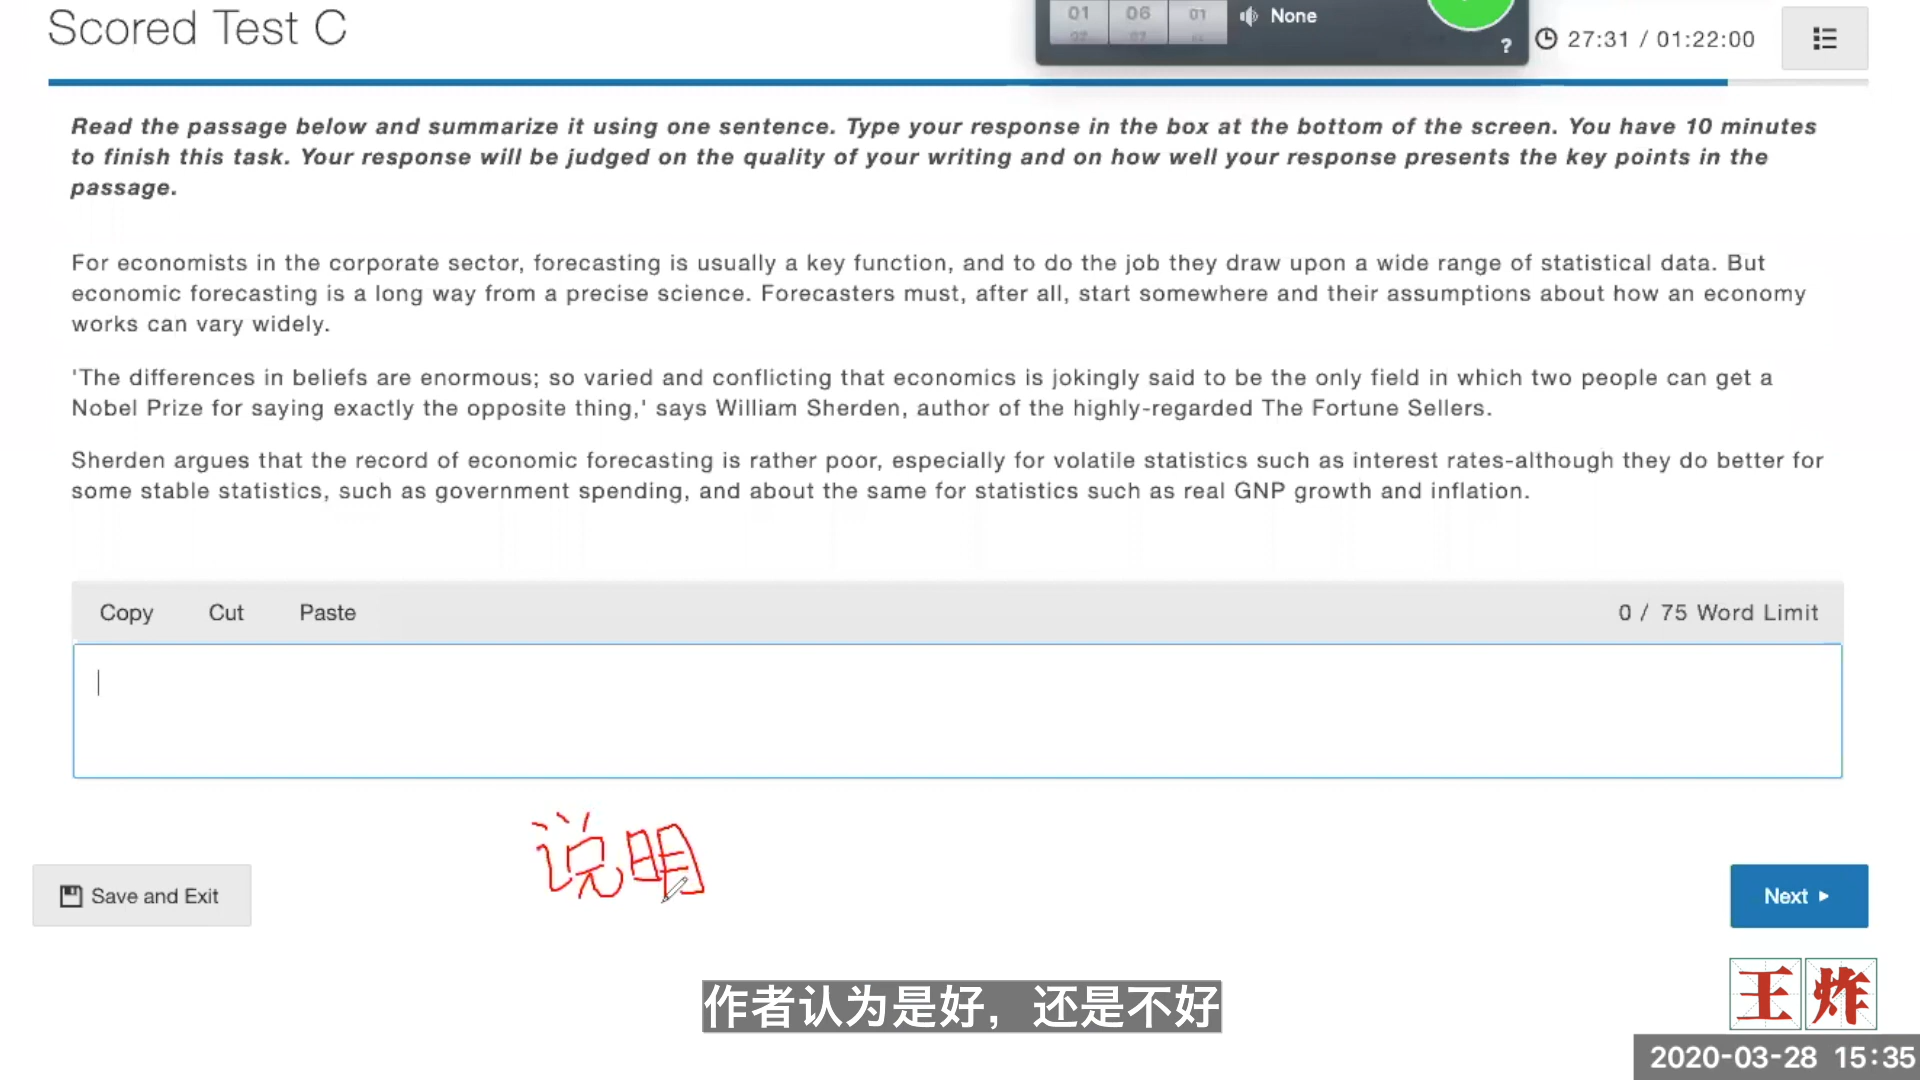 Scored Test C
01 06 01
02 07
None
?
27:31 / 01:22:00
Read the passage below and summarize it using one sentence. Type your response in the box at the bottom of the screen. You have 10 minutes
to finish this task. Your response will be judged on the quality of your writing and on how well your response presents the key points in the
passage.
For economists in the corporate sector, forecasting is usually a key function, and to do the job they draw upon a wide range of statistical data. But
economic forecasting is a long way from a precise science. Forecasters must, after all, start somewhere and their assumptions about how an economy
works can vary widely.
'The differences in beliefs are enormous; so varied and conflicting that economics is jokingly said to be the only field in which two people can get a
Nobel Prize for saying exactly the opposite thing,' says William Sherden, author of the highly-regarded The Fortune Sellers.
Sherden argues that the record of economic forecasting is rather poor, especially for volatile statistics such as interest rates-although they do better for
some stable statistics, such as government spending, and about the same for statistics such as real GNP growth and inflation.
Copy Cut Paste 0 / 75 Word Limit
说明
Save and Exit
Next
作者认为是好，还是不好
王炸
2020-03-28 15:35